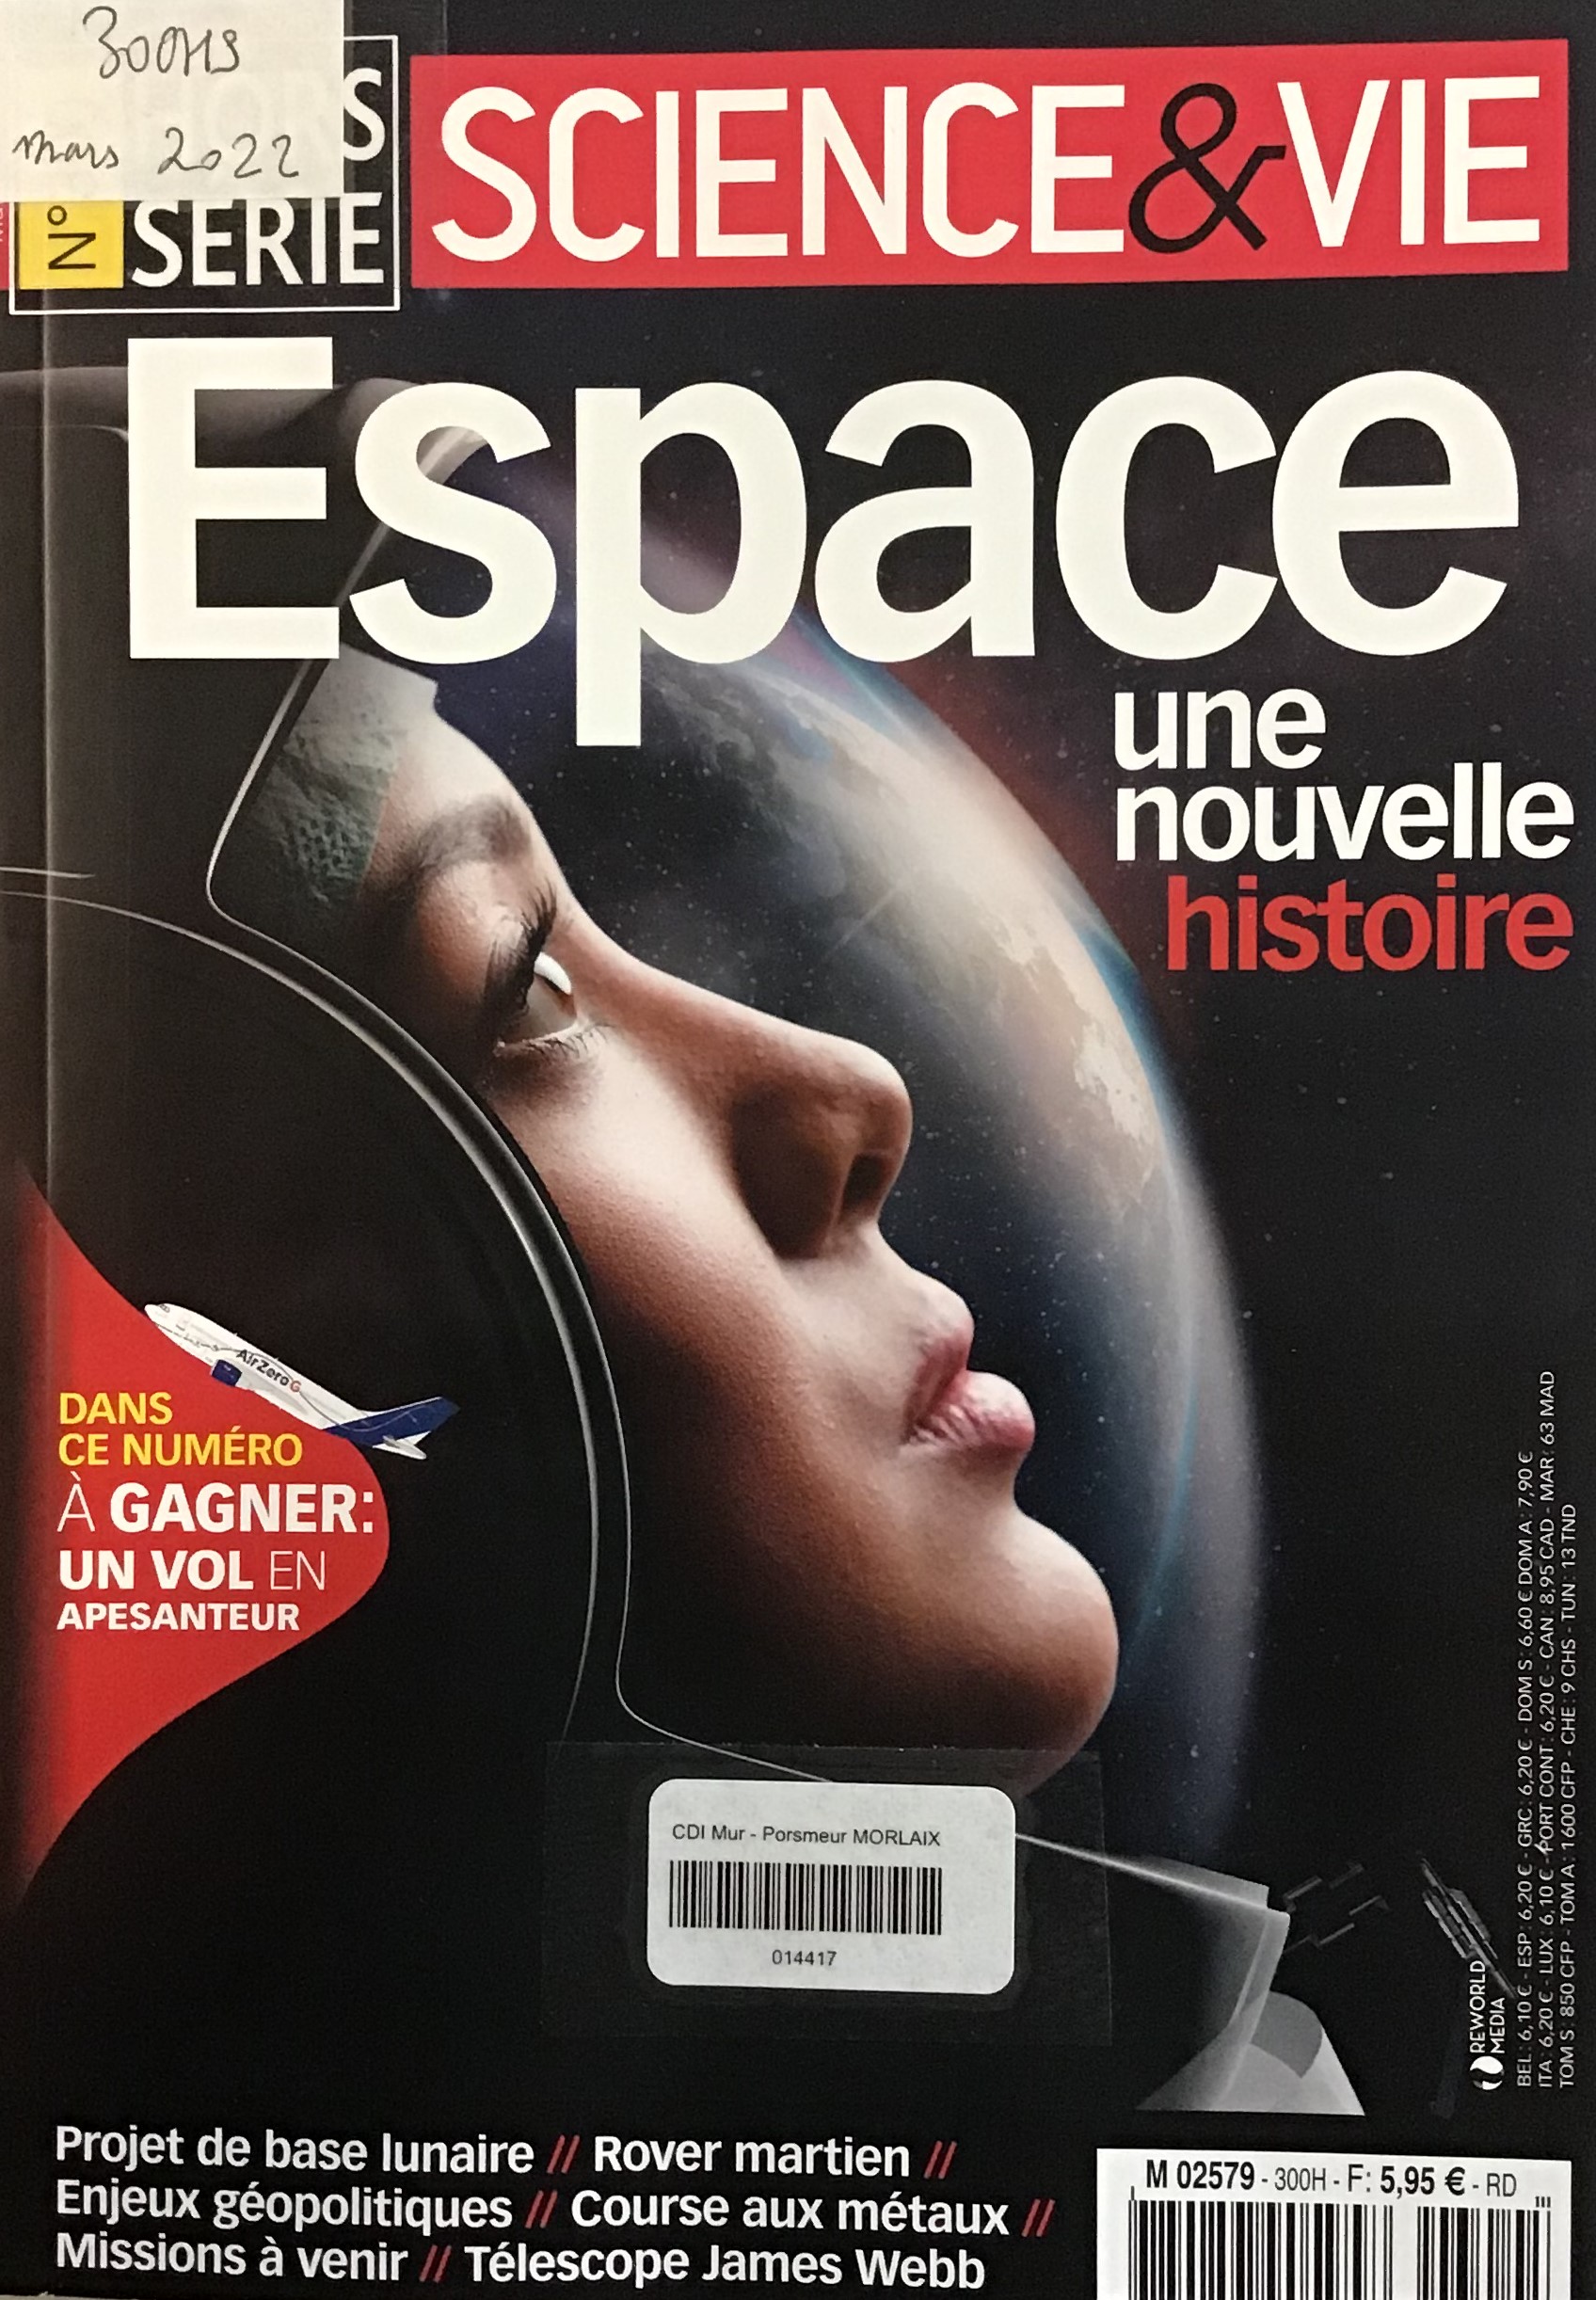 300HS
mars 2022
S
N°
SERIE
SCIENCE&VIE
Espace
une
nouvelle
histoire
AirZeroG
DANS
CE NUMÉRO
À GAGNER:
UN VOL EN
APESANTEUR
CDI Mur - Porsmeur MORLAIX
014417
REWORLD
MEDIA
BEL: 6,10 € - ESP: 6,20 € - GRC: 6,20 € - DOM S: 6,60 € DOM A: 7,90 €
ITA: 6,20 € - LUX: 6,10 € - PORT CONT: 6,20 € - CAN: 8,95 CAD - MAR: 63 MAD
TOM S: 850 CFP - TOM A: 1600 CFP - CHE: 9 CHS - TUN: 13 TND
Projet de base lunaire // Rover martien //
Enjeux géopolitiques // Course aux métaux //
Missions à venir // Télescope James Webb
M 02579 - 300H - F: 5,95 € - RD